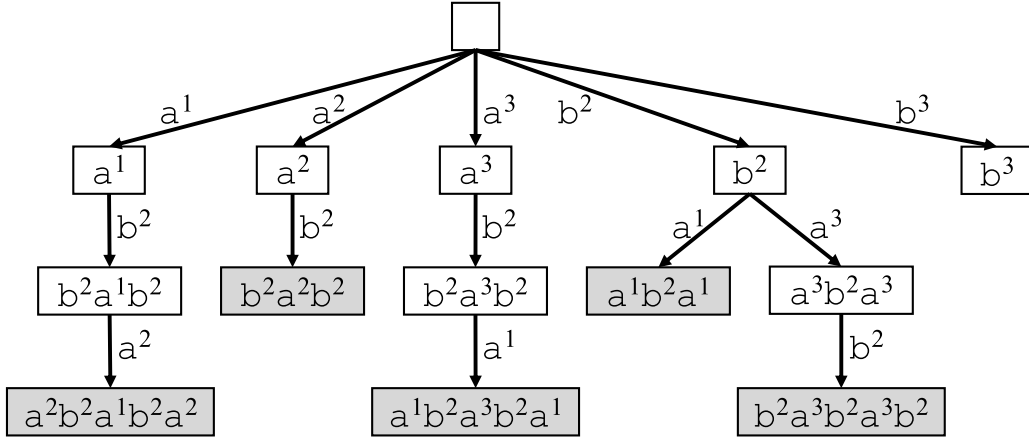 a¹ a² a³ b² b³
a¹ a² a³ b² b³
b² b² b² a¹ a³
b²a¹b² b²a²b² b²a³b² a¹b²a¹ a³b²a³
a² a¹ b²
a²b²a¹b²a² a¹b²a³b²a¹ b²a³b²a³b²